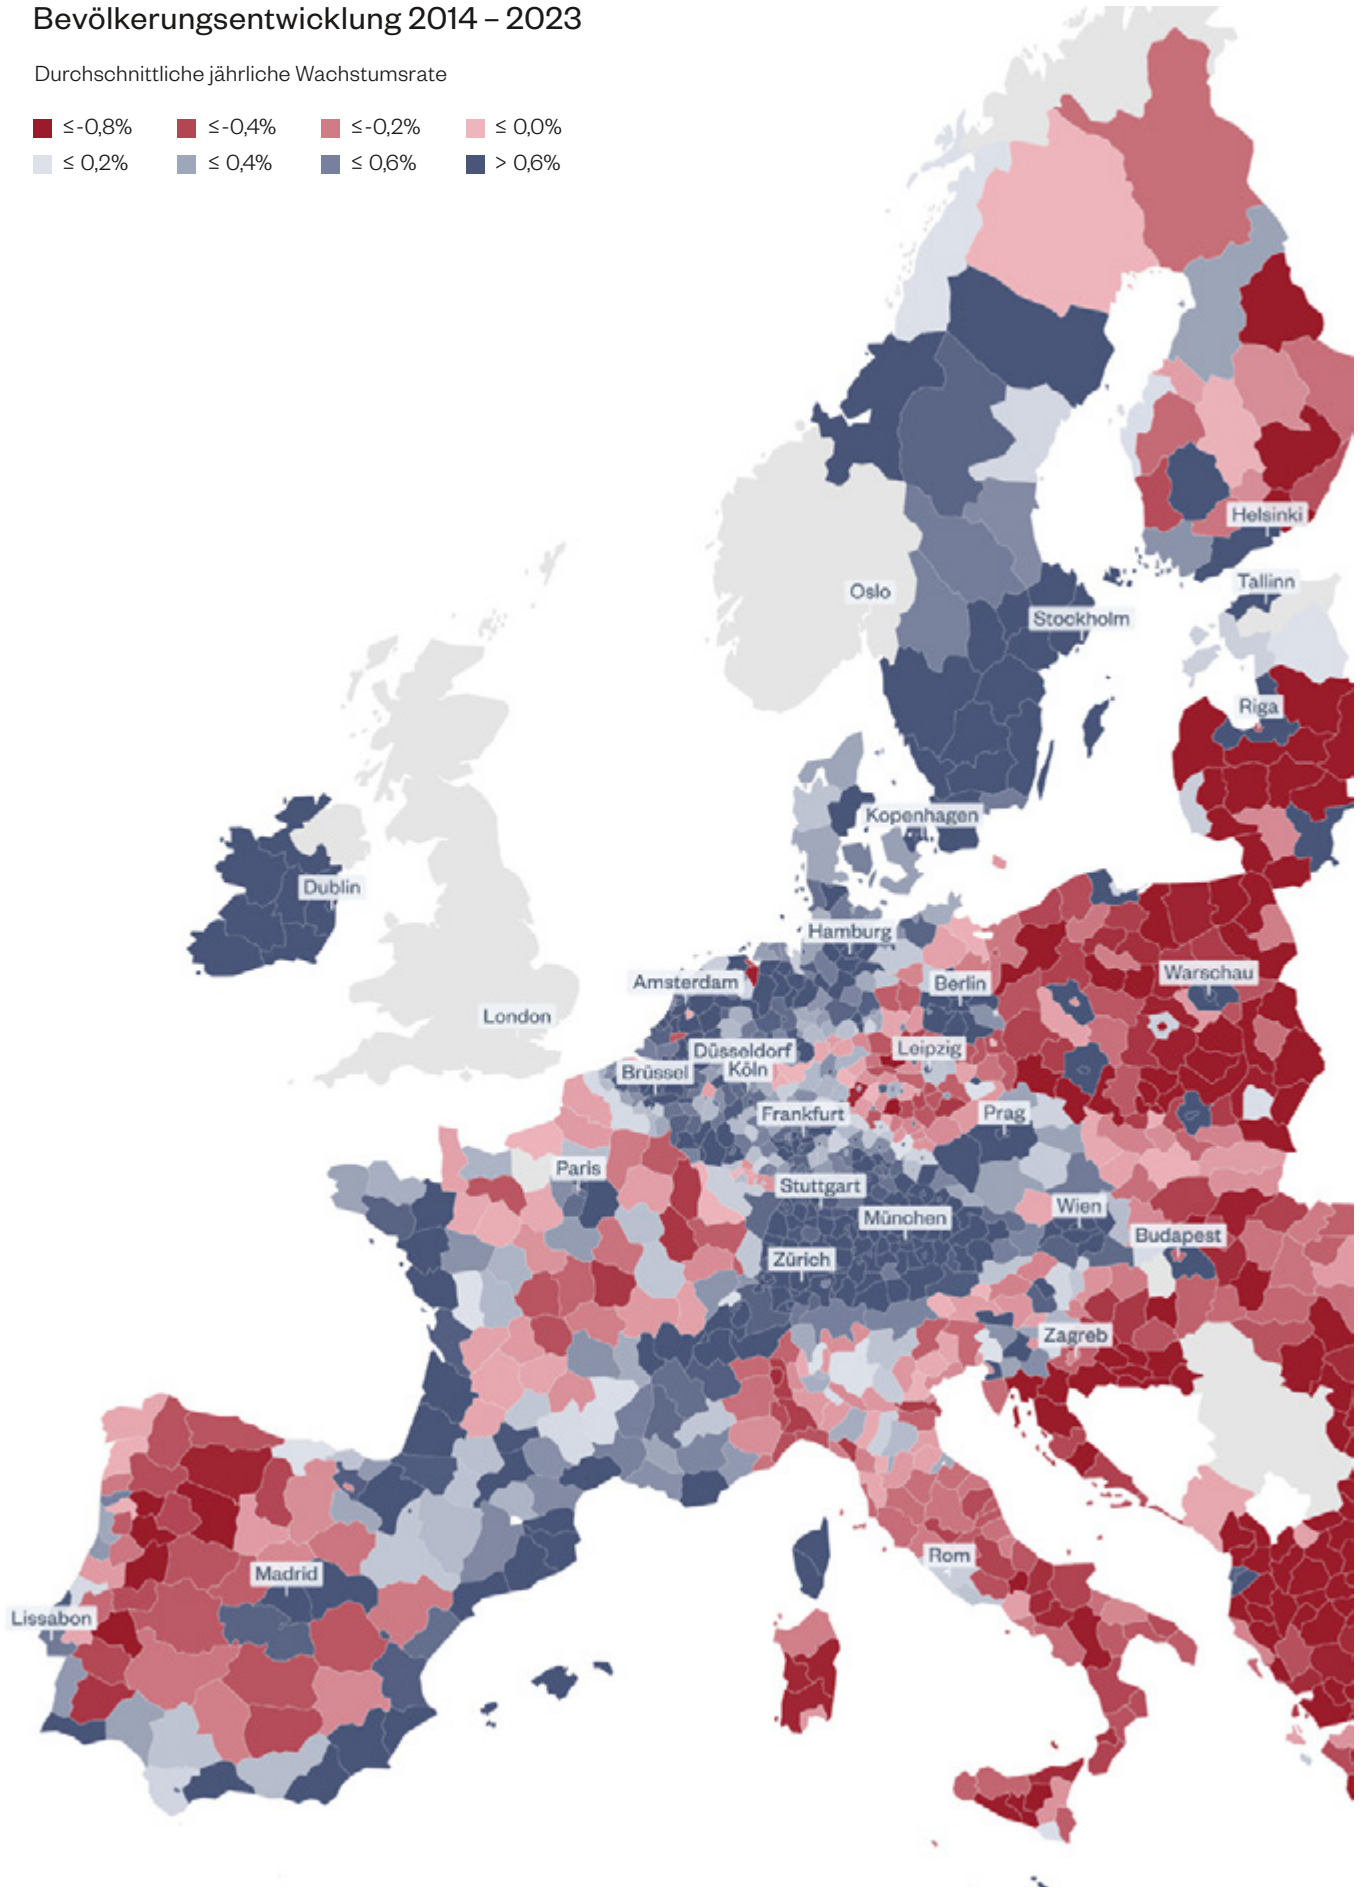 Bevölkerungsentwicklung 2014 – 2023
Durchschnittliche jährliche Wachstumsrate
≤ -0,8% ≤ -0,4% ≤ -0,2% ≤ 0,0%
≤ 0,2% ≤ 0,4% ≤ 0,6% > 0,6%
Helsinki
Tallinn
Oslo
Stockholm
Riga
Kopenhagen
Dublin
Hamburg
Warschau
Amsterdam
Berlin
London
Düsseldorf
Leipzig
Brüssel
Köln
Frankfurt
Prag
Paris
Stuttgart
Wien
München
Budapest
Zürich
Zagreb
Rom
Madrid
Lissabon